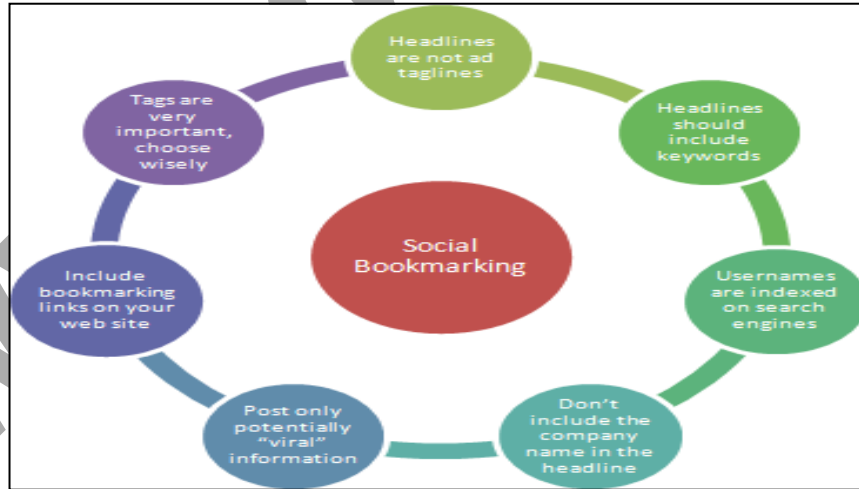 Headlines
are not ad
taglines
Headlines
should
include
keywords
Usernames
are indexed
on search
engines
Don’t
include the
company
name in the
headline
Post only
potentially
“viral”
information
Include
bookmarking
links on your
web site
Tags are
very
important,
choose
wisely
Social
Bookmarking